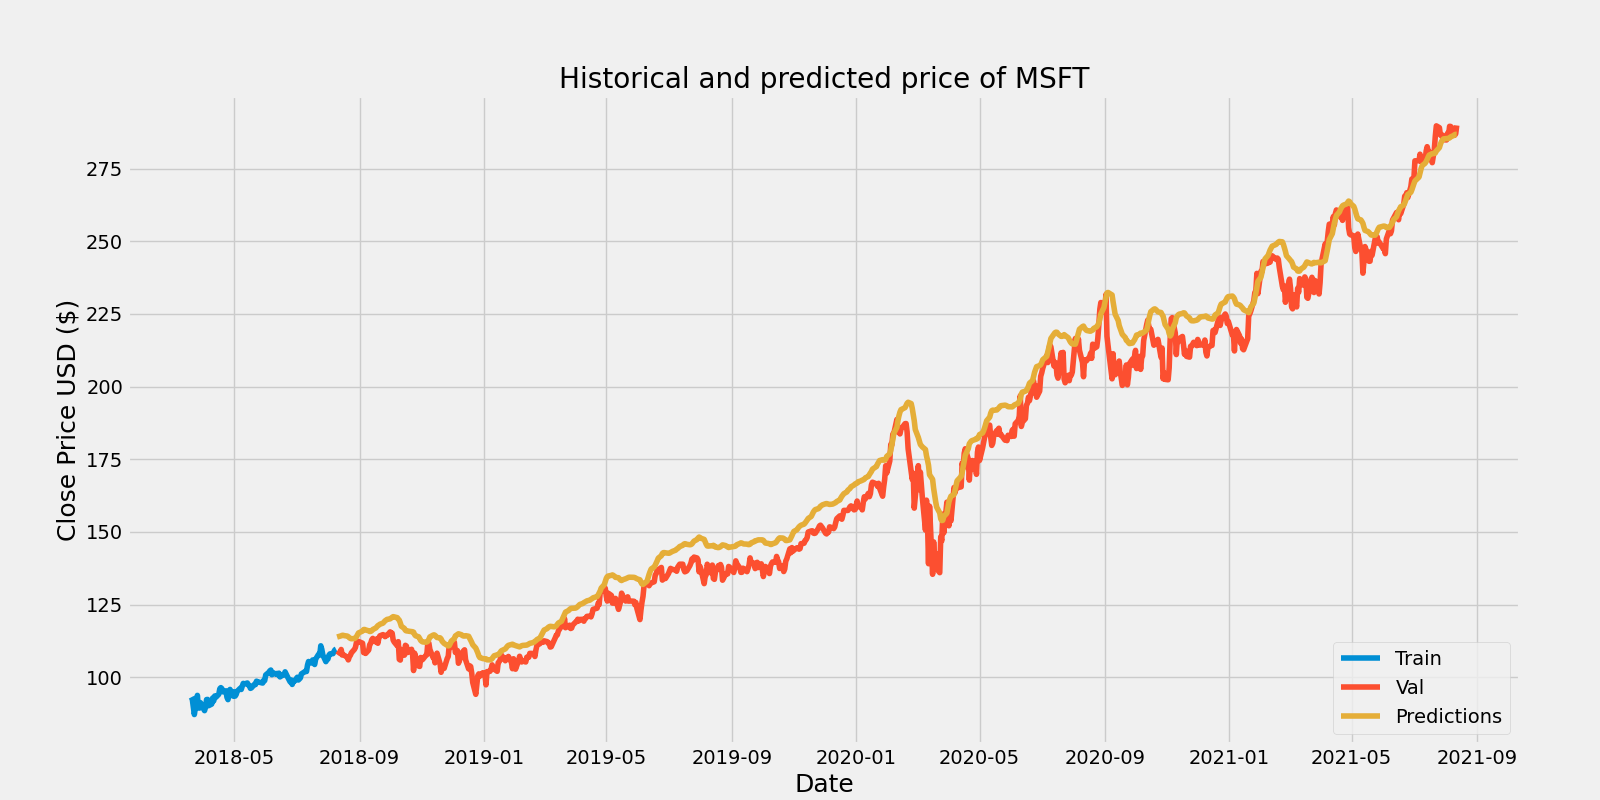 Historical and predicted price of MSFT
Close Price USD ($)
275
250
225
200
175
150
125
100
2018-05 2018-09 2019-01 2019-05 2019-09 2020-01 2020-05 2020-09 2021-01 2021-05 2021-09
Date
Train
Val
Predictions